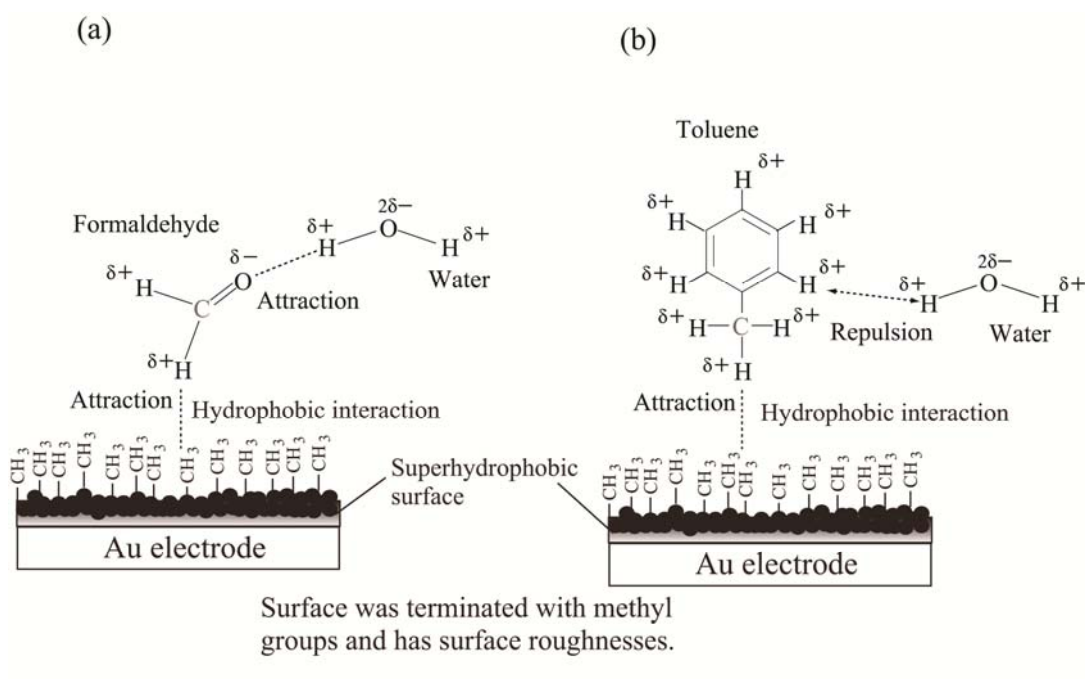 (a)
Formaldehyde
δ+
H
C
δ−
O
δ+
H
Attraction
δ+
H
2δ−
O
H
δ+
Water
Attraction
Hydrophobic interaction
CH3 CH3 CH3 CH3 CH3 CH3 CH3 CH3 CH3 CH3 CH3 CH3 CH3
Au electrode
Superhydrophobic
surface
(b)
Toluene
δ+
H
δ+
H
H
δ+
δ+
H
δ+
H
δ+
H
C
H
δ+
δ+
H
Repulsion
δ+
H
2δ−
O
H
δ+
Water
Attraction
Hydrophobic interaction
CH3 CH3 CH3 CH3 CH3 CH3 CH3 CH3 CH3 CH3 CH3 CH3 CH3
Au electrode
Surface was terminated with methyl
groups and has surface roughnesses.